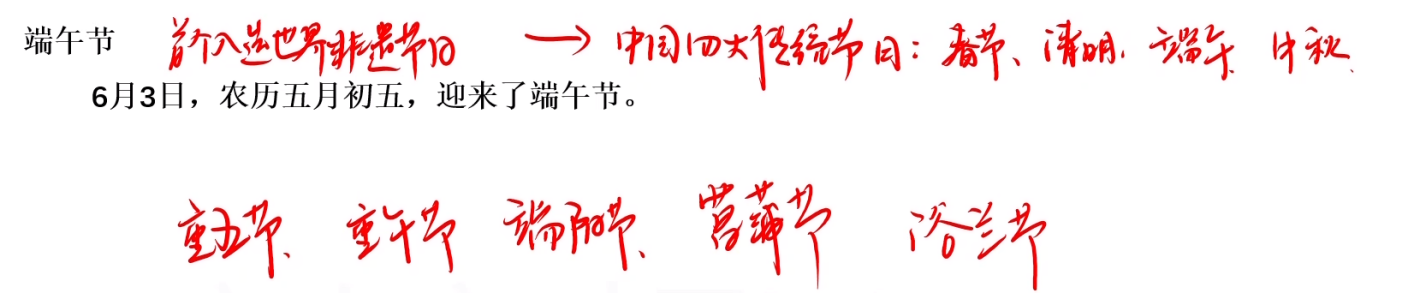 端午节 首个入选世界非遗节日 → 中国四大传统节日：春节、清明、端午、中秋
6月3日，农历五月初五，迎来了端午节。
重五节、重午节 端阳节、菖蒲节 浴兰节